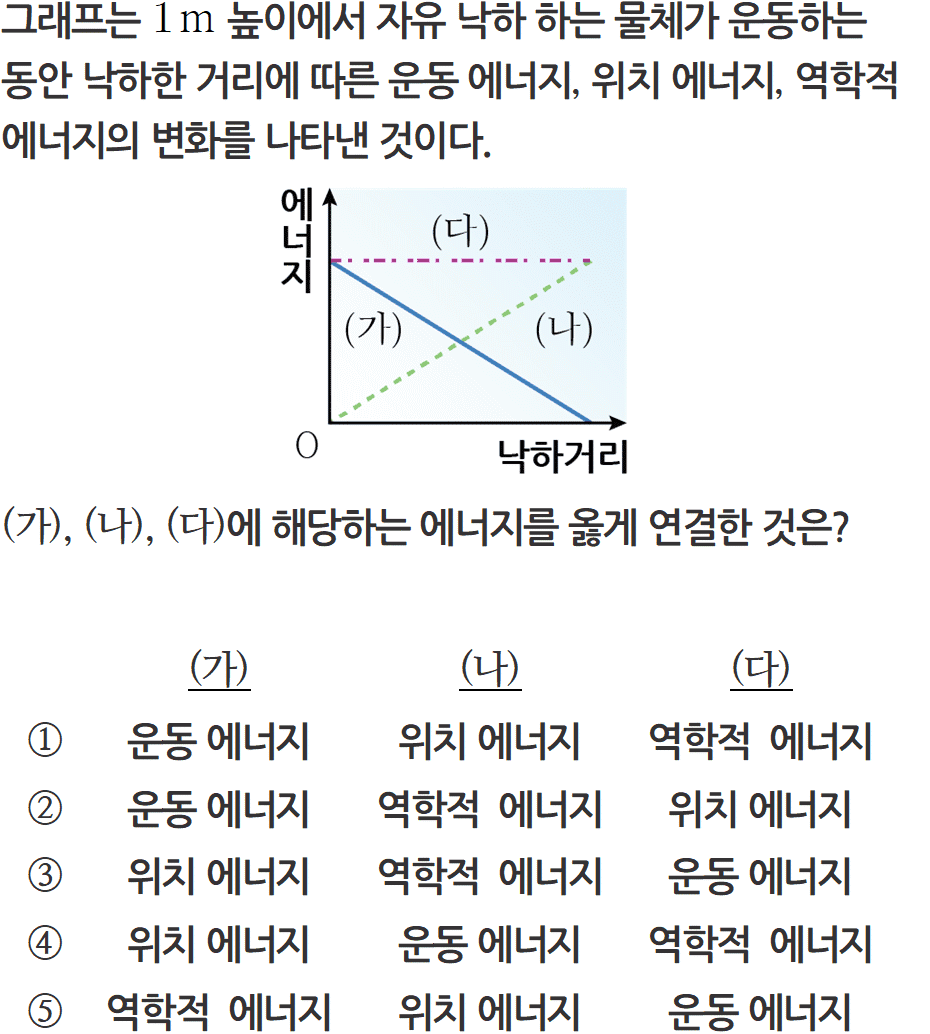 그래프는 1m 높이에서 자유 낙하 하는 물체가 운동하는
동안 낙하한 거리에 따른 운동 에너지, 위치 에너지, 역학적
에너지의 변화를 나타낸 것이다.
에너지
(다)
(가)
(나)
O
낙하거리
(가), (나), (다)에 해당하는 에너지를 옳게 연결한 것은?
(가) (나) (다)
① 운동 에너지 위치 에너지 역학적 에너지
② 운동 에너지 역학적 에너지 위치 에너지
③ 위치 에너지 역학적 에너지 운동 에너지
④ 위치 에너지 운동 에너지 역학적 에너지
⑤ 역학적 에너지 위치 에너지 운동 에너지